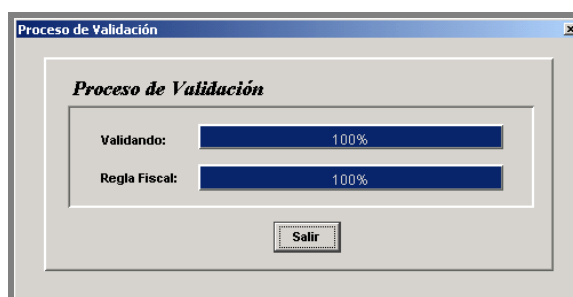 Proceso de Validación
Proceso de Validación
Validando: 100%
Regla Fiscal: 100%
Salir